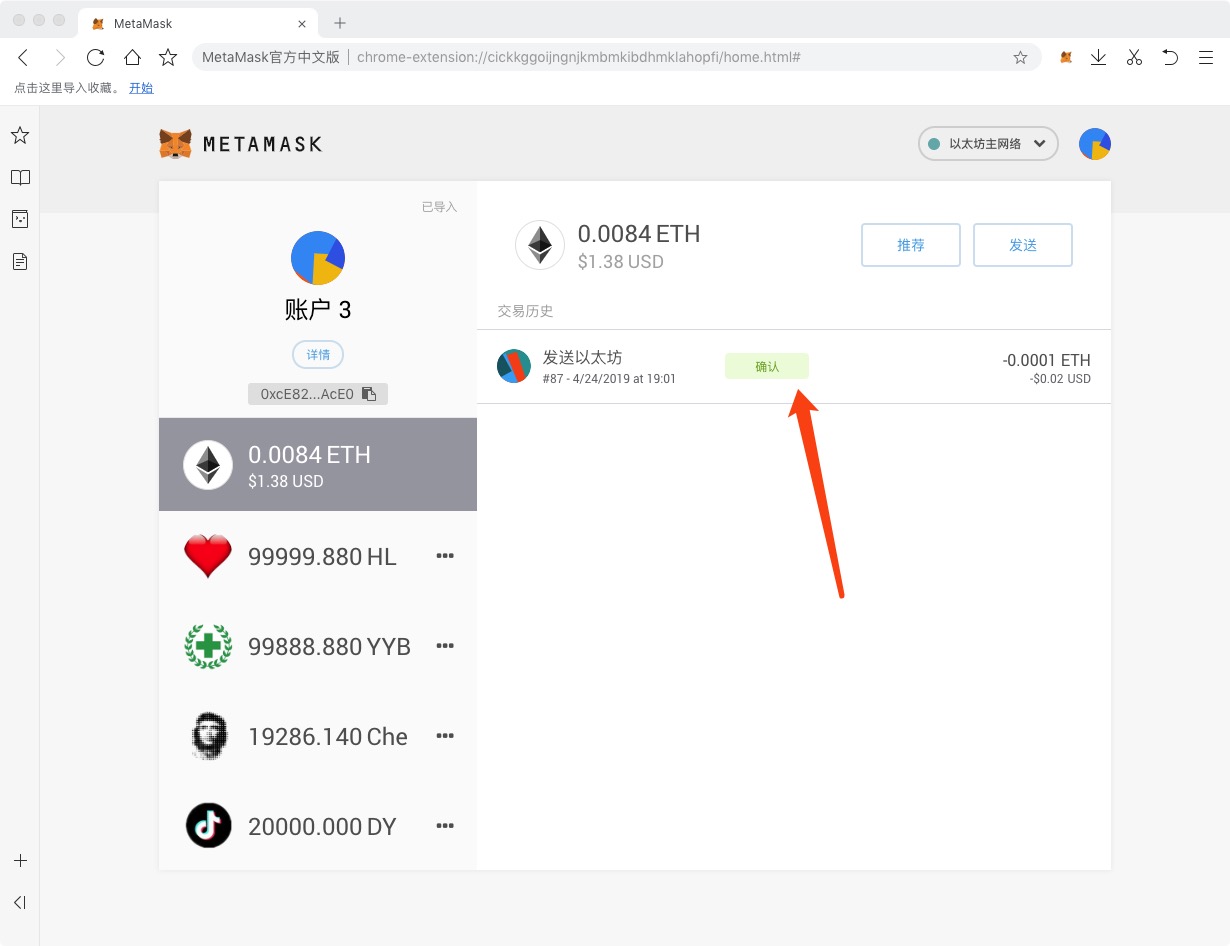 MetaMask
MetaMask官方中文版 | chrome-extension://cickkggoijngnjkmbmkibdhmklahopfi/home.html#
点击这里导入收藏。 开始
METAMASK
以太坊主网络
已导入
账户 3
详情
0xcE82...AcE0
0.0084 ETH
$1.38 USD
99999.880 HL
99888.880 YYB
19286.140 Che
20000.000 DY
0.0084 ETH
$1.38 USD
推荐
发送
交易历史
发送以太坊
#87 - 4/24/2019 at 19:01
确认
-0.0001 ETH
-$0.02 USD